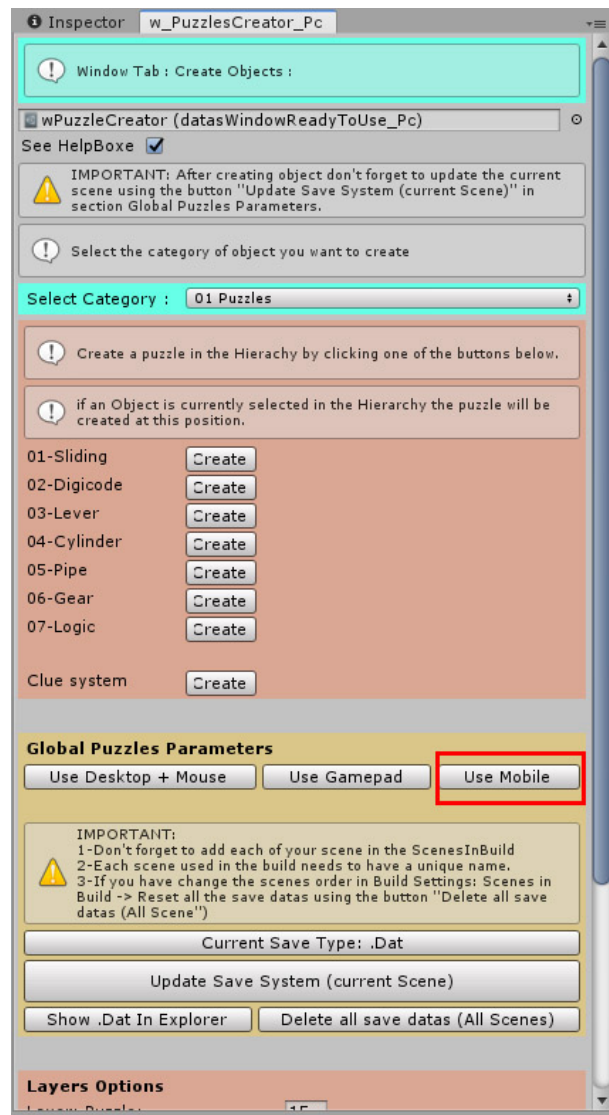 Inspector w_PuzzlesCreator_Pc
Window Tab : Create Objects :
wPuzzleCreator (datasWindowReadyToUse_Pc)
See HelpBoxe
IMPORTANT: After creating object don't forget to update the current
scene using the button "Update Save System (current Scene)" in
section Global Puzzles Parameters.
Select the category of object you want to create
Select Category : 01 Puzzles
Create a puzzle in the Hierachy by clicking one of the buttons below.
if an Object is currently selected in the Hierarchy the puzzle will be
created at this position.
01-Sliding Create
02-Digicode Create
03-Lever Create
04-Cylinder Create
05-Pipe Create
06-Gear Create
07-Logic Create
Clue system Create
Global Puzzles Parameters
Use Desktop + Mouse Use Gamepad Use Mobile
IMPORTANT:
1-Don't forget to add each of your scene in the ScenesInBuild
2-Each scene used in the build needs to have a unique name.
3-If you have change the scenes order in Build Settings: Scenes in
Build -> Reset all the save datas using the button "Delete all save
datas (All Scene")
Current Save Type: .Dat
Update Save System (current Scene)
Show .Dat In Explorer Delete all save datas (All Scenes)
Layers Options